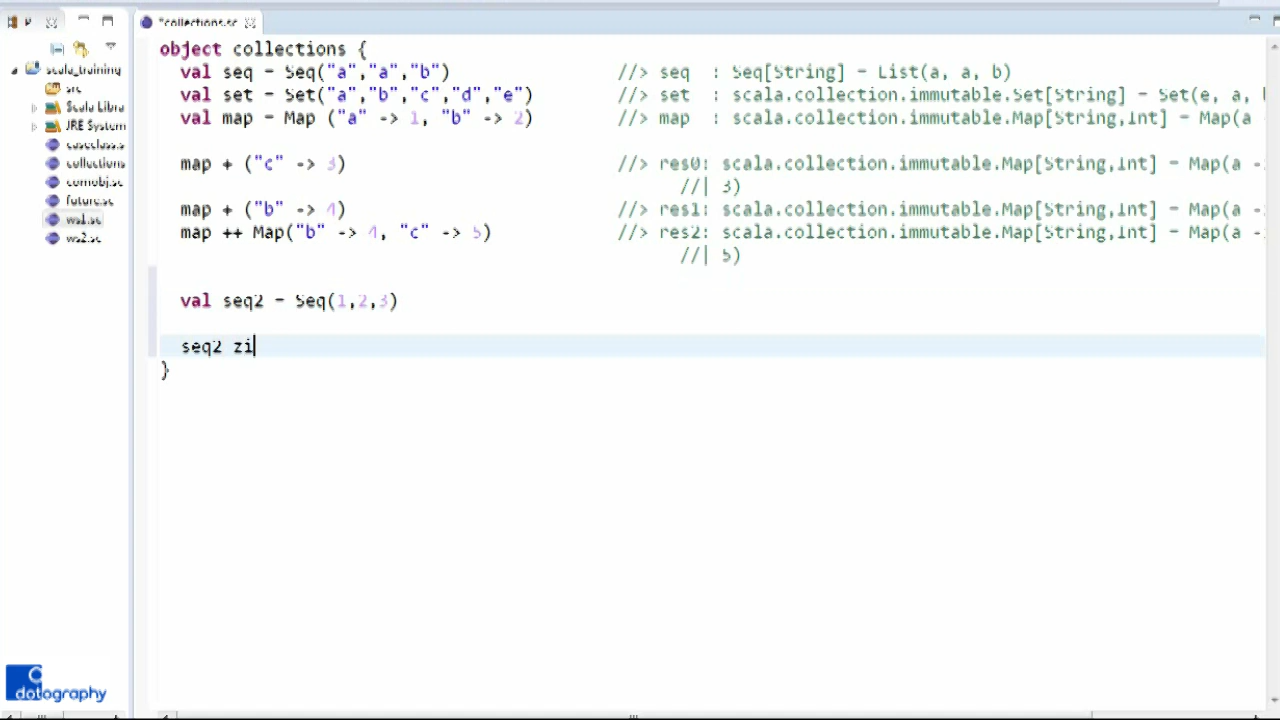 *collections.sc
scala_training
src
Scala Libra
JRE System
caseclass.s
collections
comobj.sc
future.sc
ws1.sc
ws2.sc
object collections {
val seq = Seq("a","a","b") //> seq : Seq[String] = List(a, a, b)
val set = Set("a","b","c","d","e") //> set : scala.collection.immutable.Set[String] = Set(e, a, b
val map = Map ("a" -> 1, "b" -> 2) //> map : scala.collection.immutable.Map[String,Int] = Map(a -
map + ("c" -> 3) //> res0: scala.collection.immutable.Map[String,Int] = Map(a -
//| 3)
map + ("b" -> 4) //> res1: scala.collection.immutable.Map[String,Int] = Map(a -
map ++ Map("b" -> 4, "c" -> 5) //> res2: scala.collection.immutable.Map[String,Int] = Map(a -
//| 5)
val seq2 = Seq(1,2,3)
seq2 zi
}
datography